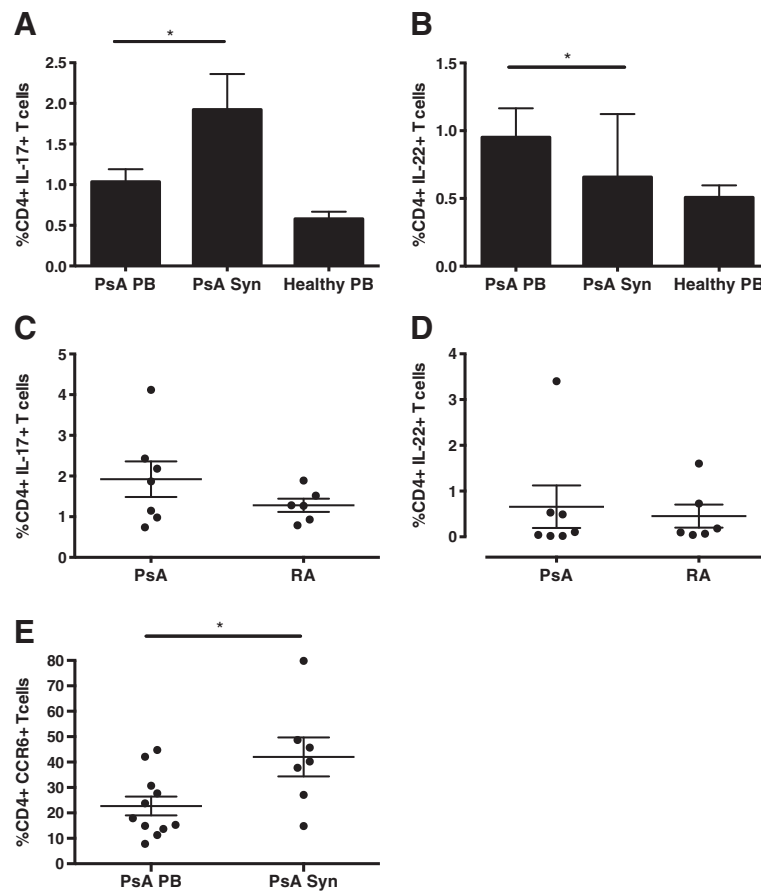 A
*
%CD4+ IL-17+ T cells
2.5
2.0
1.5
1.0
0.5
0.0
PsA PB PsA Syn Healthy PB
B
*
%CD4+ IL-22+ T cells
1.5
1.0
0.5
0.0
PsA PB PsA Syn Healthy PB
C
%CD4+ IL-17+ T cells
5
4
3
2
1
0
PsA RA
D
%CD4+ IL-22+ T cells
4
3
2
1
0
PsA RA
E
*
%CD4+ CCR6+ Tcells
80
70
60
50
40
30
20
10
0
PsA PB PsA Syn